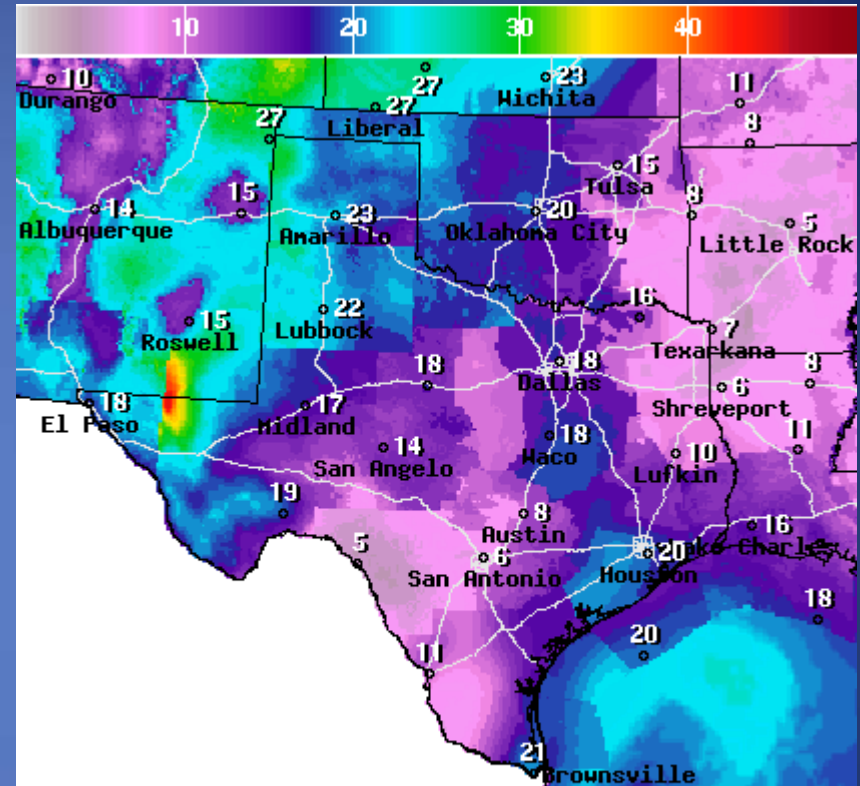 10 20 30 40
10 27 23 11
Durango Wichita
27 Liberal 27
8
15 Tulsa
15
14 Albuquerque
23 Amarillo
20 Oklahoma City
8
5 Little Rock
15 Roswell
22 Lubbock
16
7 Texarkana
18
18 Dallas
6 Shreveport
8
18 El Paso
17 Midland
14 San Angelo
18 Waco
10 Lufkin
11
19
8 Austin
16
5
6 San Antonio
20 Houston
18
20
11
21 Brownsville